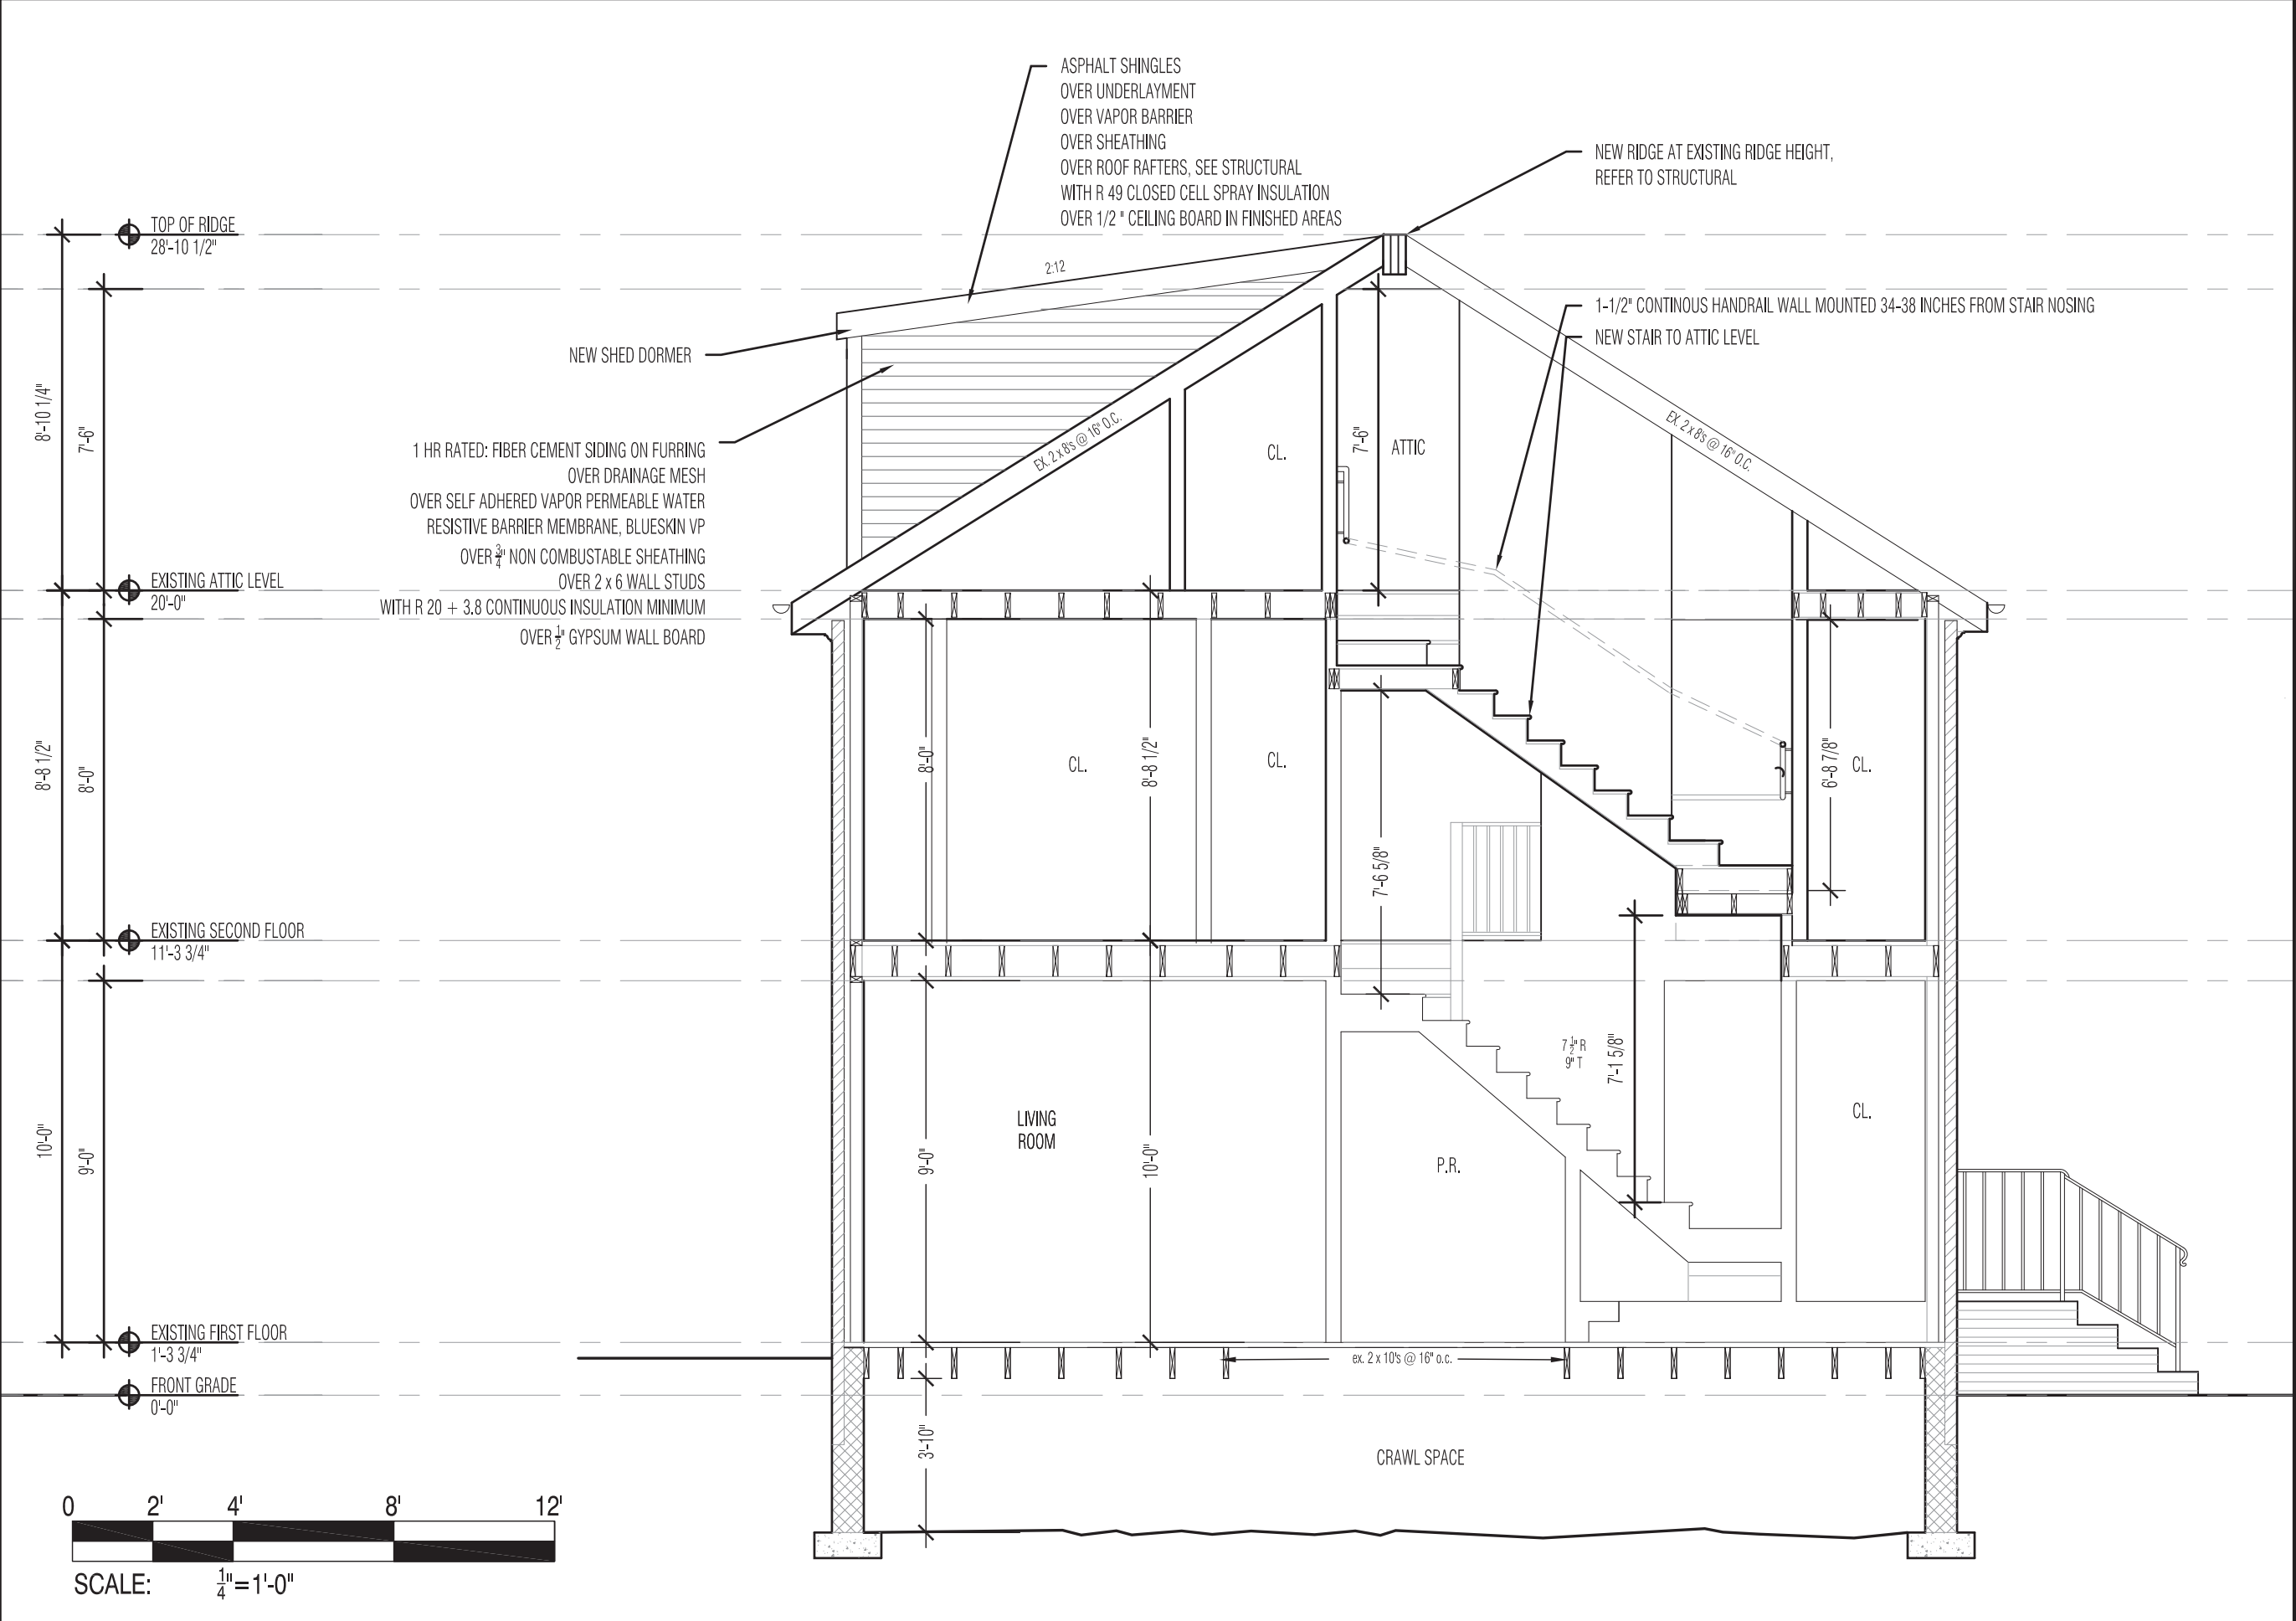 ASPHALT SHINGLES
OVER UNDERLAYMENT
OVER VAPOR BARRIER
OVER SHEATHING
OVER ROOF RAFTERS, SEE STRUCTURAL
WITH R 49 CLOSED CELL SPRAY INSULATION
OVER 1/2 " CEILING BOARD IN FINISHED AREAS
NEW RIDGE AT EXISTING RIDGE HEIGHT,
REFER TO STRUCTURAL
TOP OF RIDGE
28'-10 1/2"
2:12
1-1/2" CONTINOUS HANDRAIL WALL MOUNTED 34-38 INCHES FROM STAIR NOSING
NEW STAIR TO ATTIC LEVEL
NEW SHED DORMER
8'-10 1/4"
7'-6"
1 HR RATED: FIBER CEMENT SIDING ON FURRING
OVER DRAINAGE MESH
OVER SELF ADHERED VAPOR PERMEABLE WATER
RESISTIVE BARRIER MEMBRANE, BLUESKIN VP
OVER 3/4" NON COMBUSTABLE SHEATHING
OVER 2 x 6 WALL STUDS
WITH R 20 + 3.8 CONTINUOUS INSULATION MINIMUM
OVER 1/2" GYPSUM WALL BOARD
EX. 2 x 8's @ 16" O.C.
CL.
7'-6"
ATTIC
EX. 2 x 8's @ 16" O.C.
EXISTING ATTIC LEVEL
20'-0"
8'-8 1/2"
8'-0"
8'-0"
CL.
8'-8 1/2"
CL.
6'-8 7/8"
CL.
7'-6 5/8"
EXISTING SECOND FLOOR
11'-3 3/4"
10'-0"
9'-0"
9'-0"
LIVING
ROOM
10'-0"
P.R.
7 1/2" R
9" T
7'-1 5/8"
CL.
EXISTING FIRST FLOOR
1'-3 3/4"
ex. 2 x 10's @ 16" o.c.
FRONT GRADE
0'-0"
3'-10"
CRAWL SPACE
0 2' 4' 8' 12'
SCALE: 1/4"=1'-0"